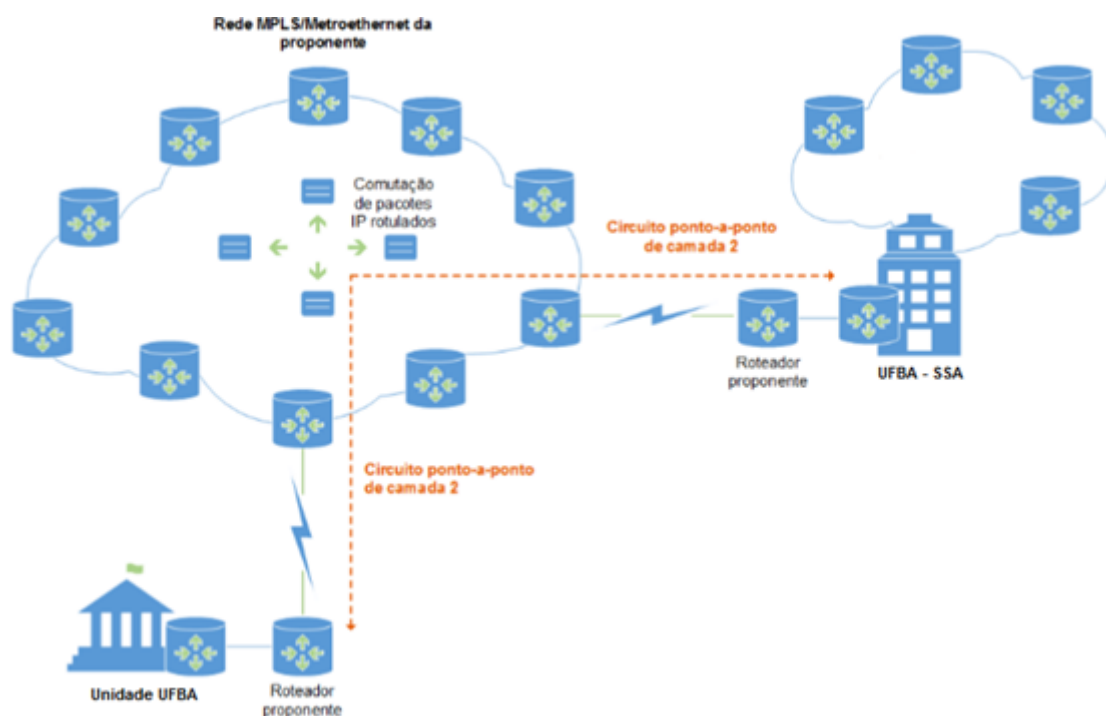 Rede MPLS/Metroethernet da
proponente
Comutação
de pacotes
IP rotulados
Circuito ponto-a-ponto
de camada 2
Roteador
proponente
UFBA - SSA
Circuito ponto-a-ponto
de camada 2
Unidade UFBA
Roteador
proponente